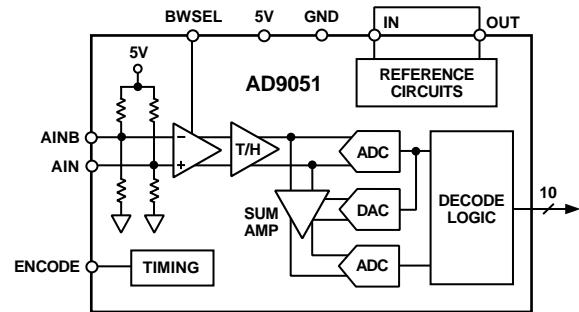 BWSEL 5V GND IN OUT
5V
AD9051
REFERENCE
CIRCUITS
AINB
AIN
−
+
T/H
ADC
SUM
AMP
DAC
ADC
DECODE
LOGIC
10
ENCODE
TIMING